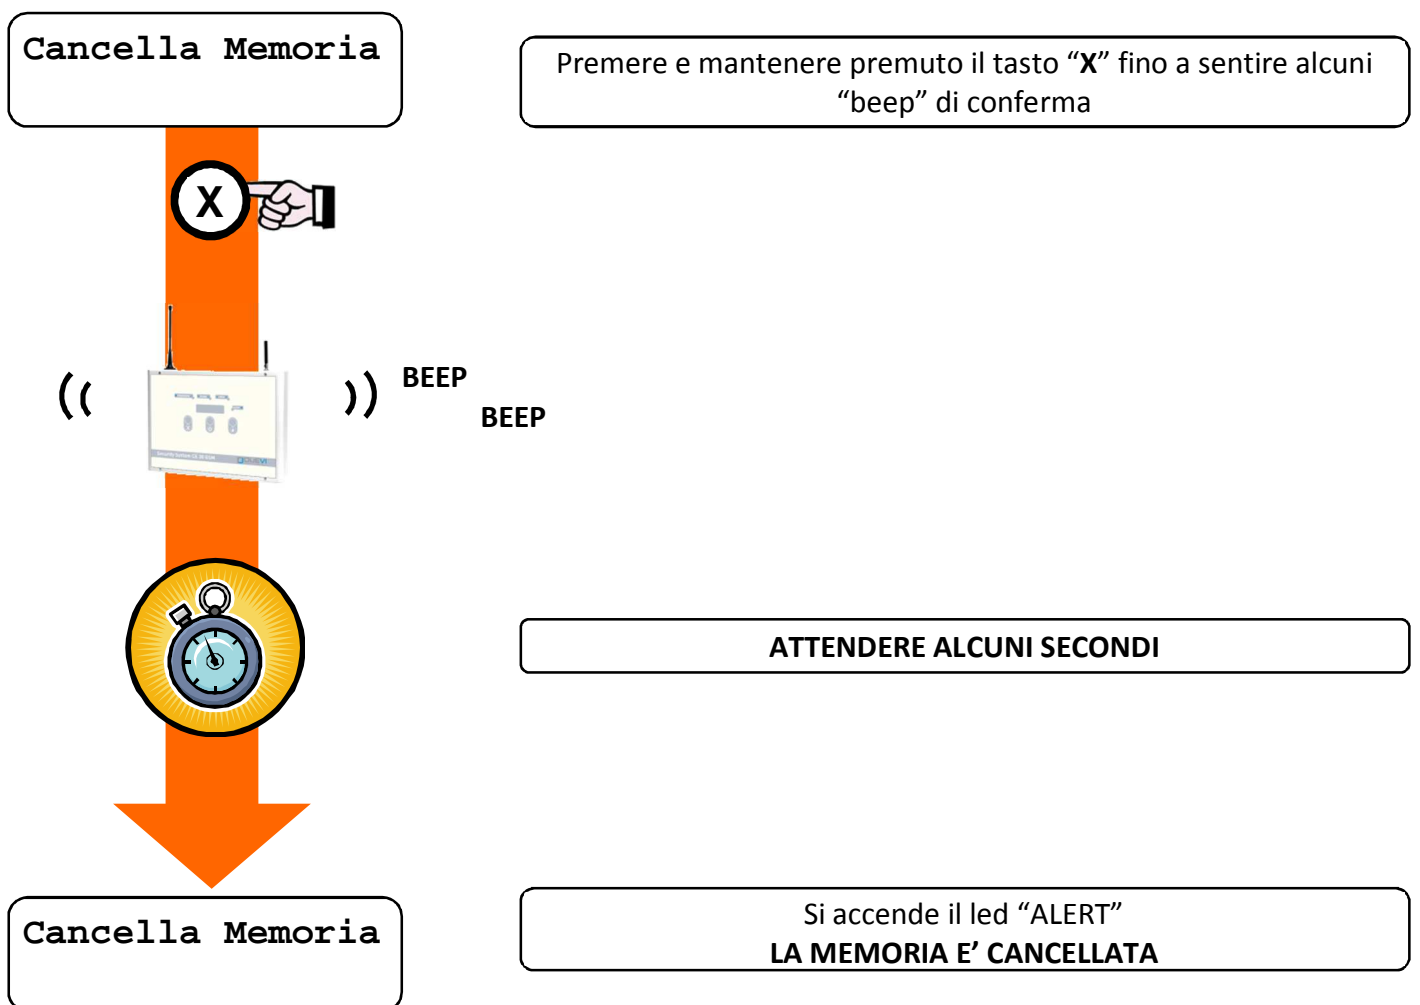 Cancella Memoria
Premere e mantenere premuto il tasto “X” fino a sentire alcuni
“beep” di conferma
X
BEEP
BEEP
ATTENDERE ALCUNI SECONDI
Cancella Memoria
Si accende il led “ALERT”
LA MEMORIA E’ CANCELLATA